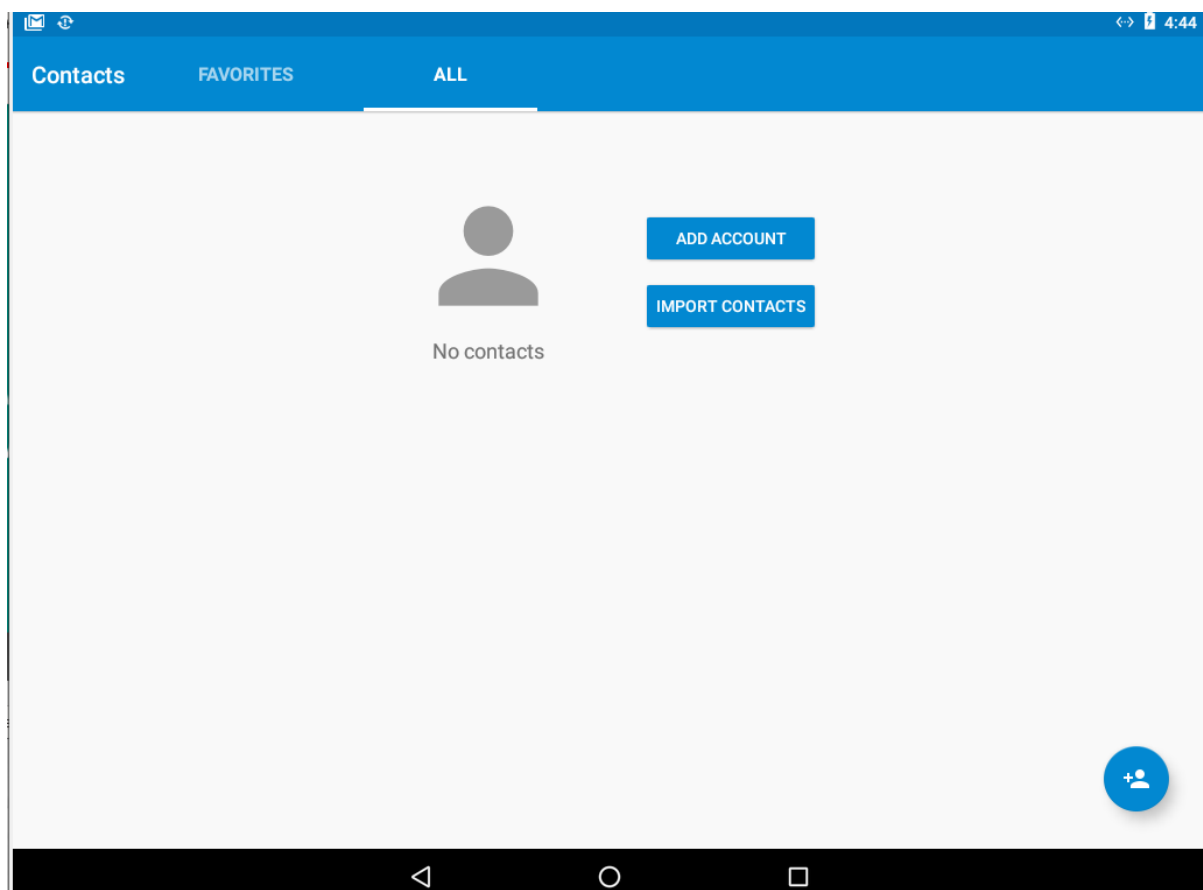 4:44
Contacts
FAVORITES
ALL
ADD ACCOUNT
IMPORT CONTACTS
No contacts